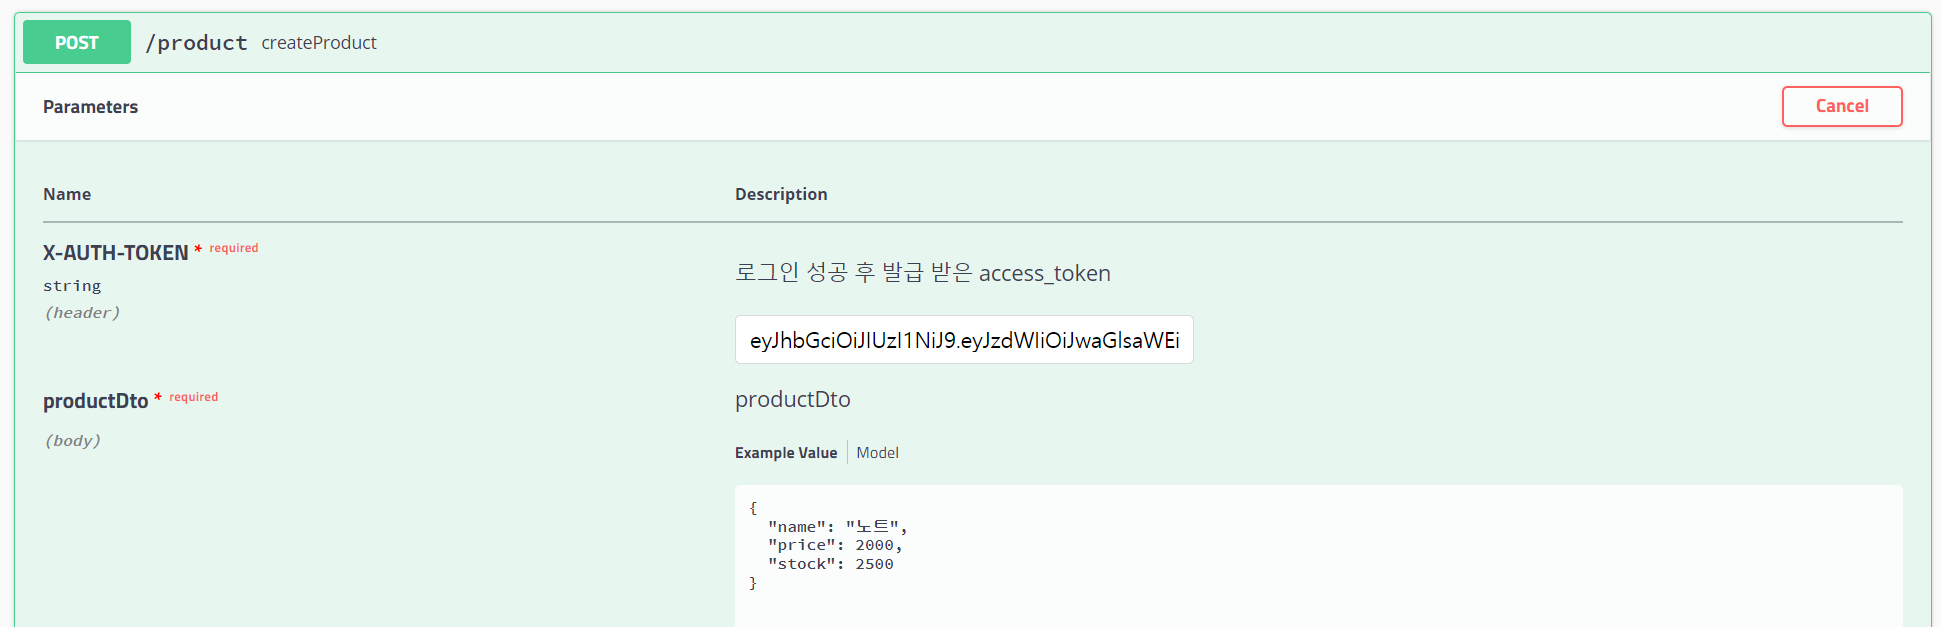 POST /product createProduct
Parameters Cancel
Name Description
X-AUTH-TOKEN * required
string
(header)
로그인 성공 후 발급 받은 access_token
eyJhbGciOiJIUzI1NiJ9.eyJzdWIiOiJwaGlsaWEi
productDto * required
(body)
productDto
Example Value Model
{
"name": "노트",
"price": 2000,
"stock": 2500
}